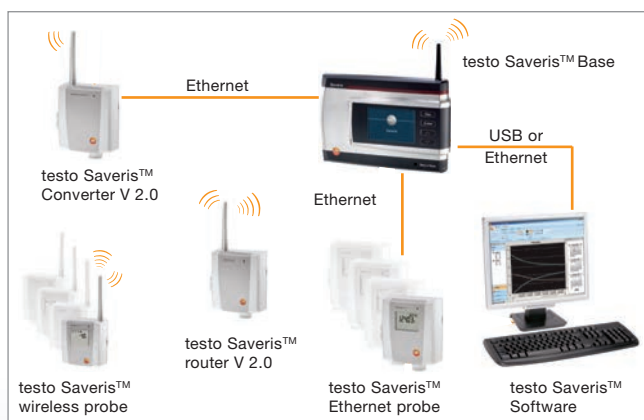 testo Saveris™ Base
Ethernet
USB or
Ethernet
testo Saveris™
Converter V 2.0
Ethernet
testo Saveris™
wireless probe
testo Saveris™
router V 2.0
testo Saveris™
Ethernet probe
testo Saveris™
Software